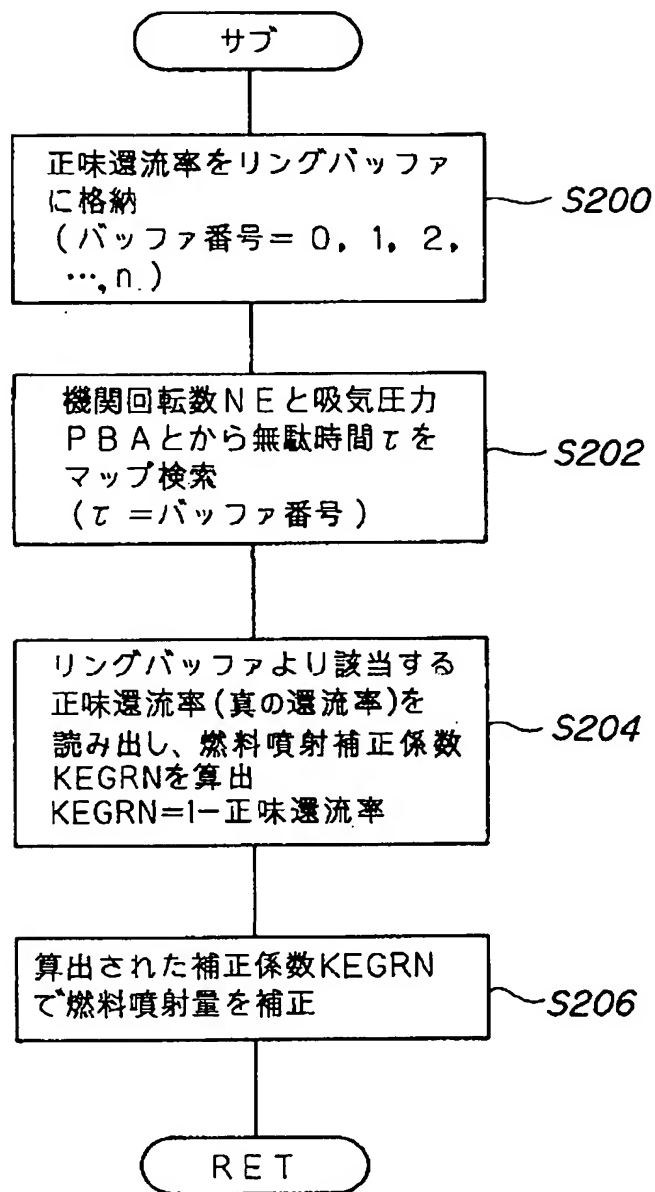 サブ
正味還流率をリングバッファ
に格納
(バッファ番号= 0, 1, 2,
…,n.)
S200
機関回転数NEと吸気圧力
PBAとから無駄時間τを
マップ検索
(τ =バッファ番号)
S202
リングバッファより該当する
正味還流率(真の還流率)を
読み出し、燃料噴射補正係数
KEGRNを算出
KEGRN=1-正味還流率
S204
算出された補正係数KEGRN
で燃料噴射量を補正
S206
RET